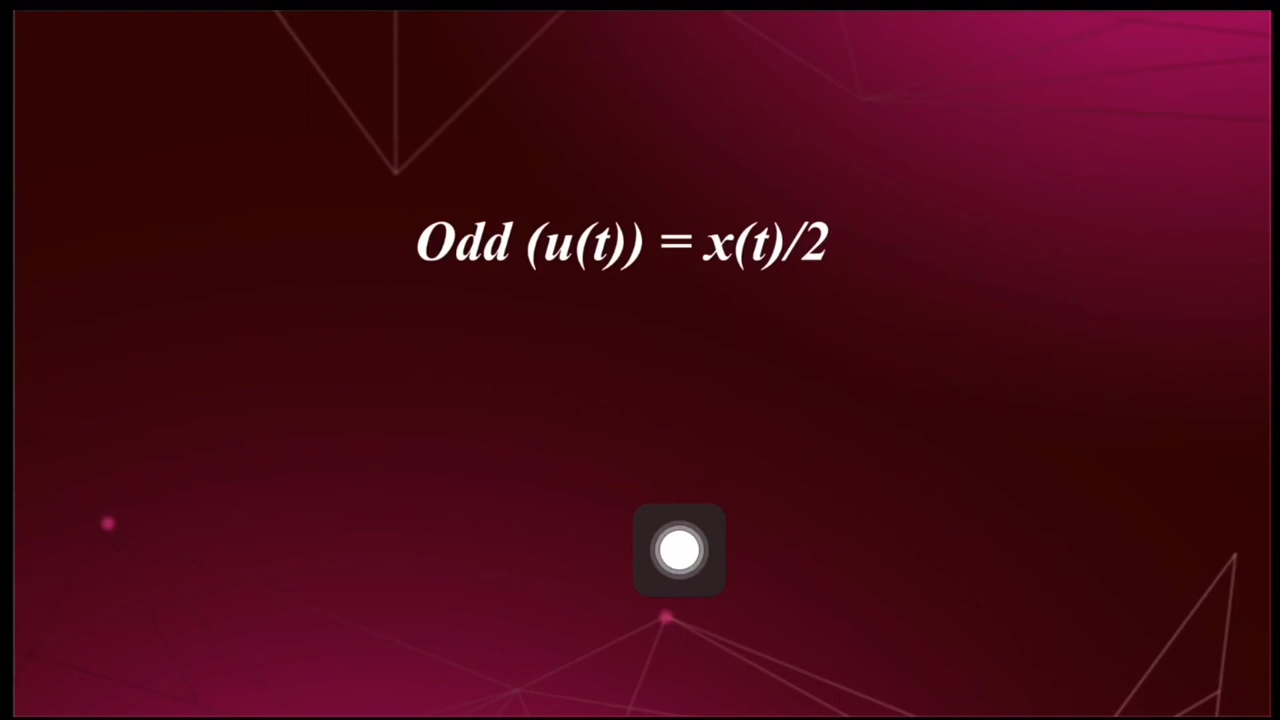 Odd (u(t)) = x(t)/2